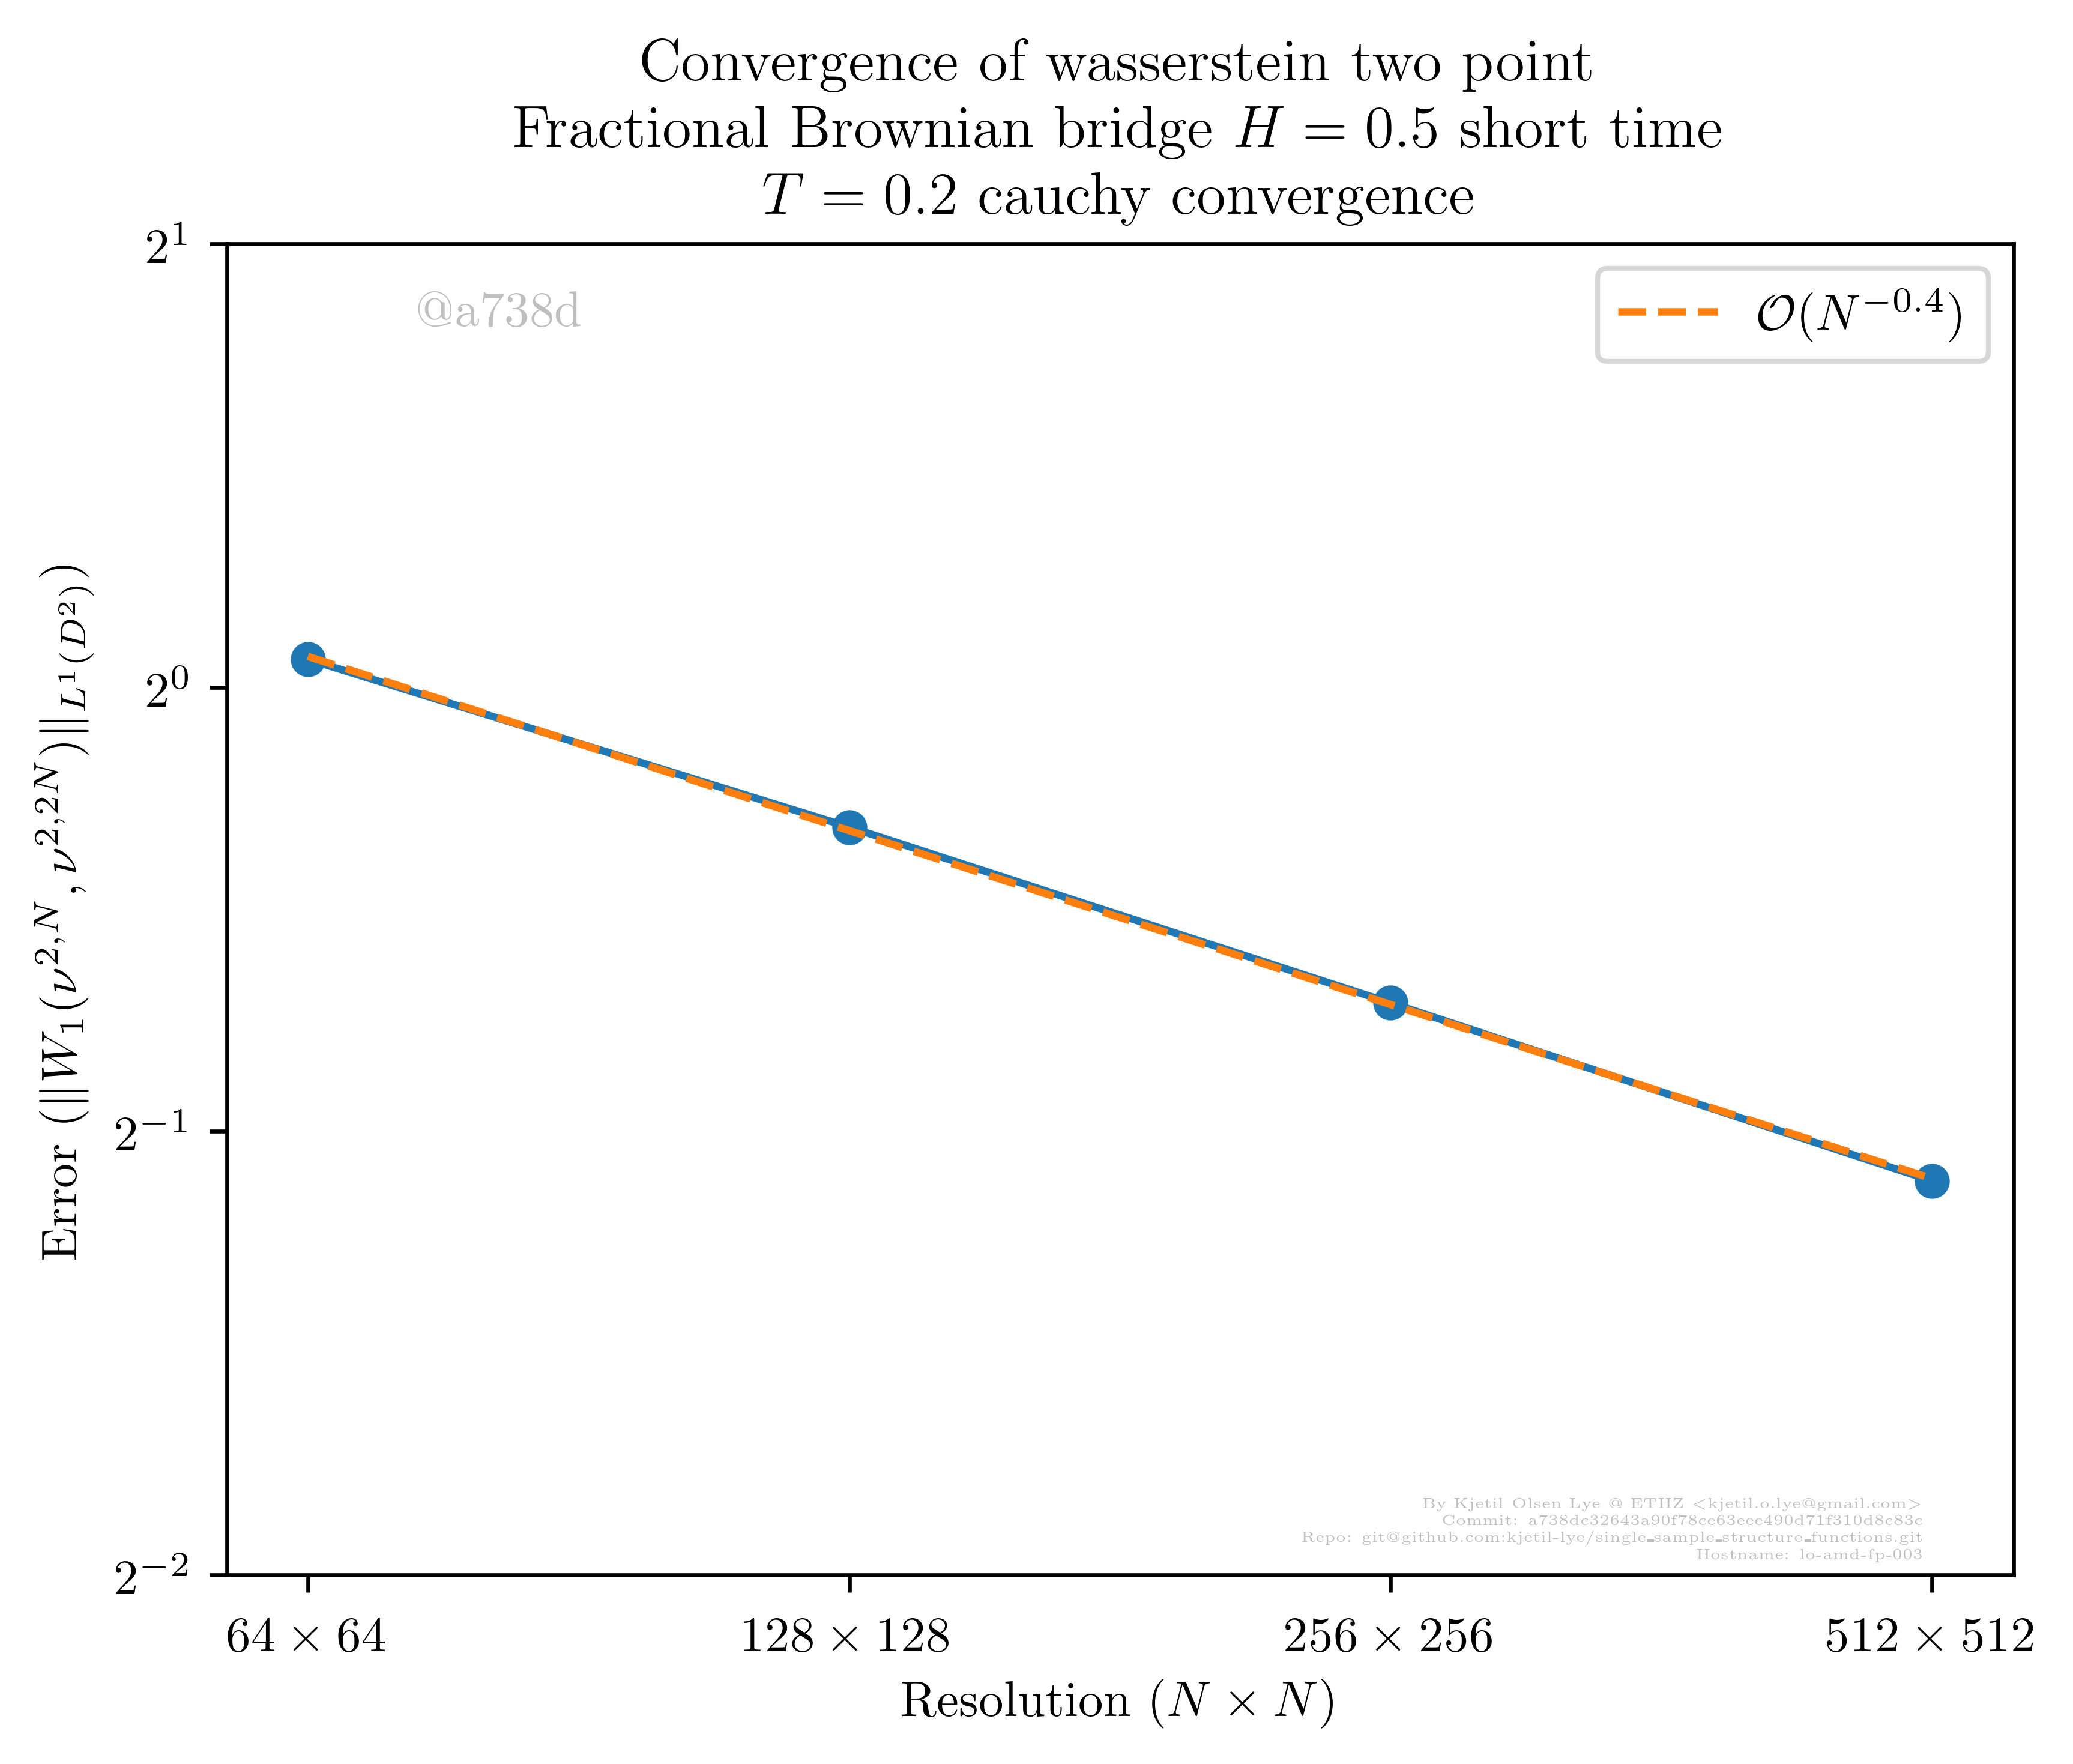 Convergence of wasserstein two point
Fractional Brownian bridge H = 0.5 short time
T = 0.2 cauchy convergence
2^1
@a738d
O(N^{-0.4})
2^0
Error (||W_1(ν^{2,N}, ν^{2,2N})||_{L^1(D^2)})
2^{-1}
By Kjetil Olsen Lye @ ETHZ <kjetil.o.lye@gmail.com>
Commit: a738dc32643a90f78ce63eee490d71f310d8c83c
Repo: git@github.com:kjetil-lye/single_sample_structure_functions.git
Hostname: lo-amd-fp-003
2^{-2}
64 × 64 128 × 128 256 × 256 512 × 512
Resolution (N × N)